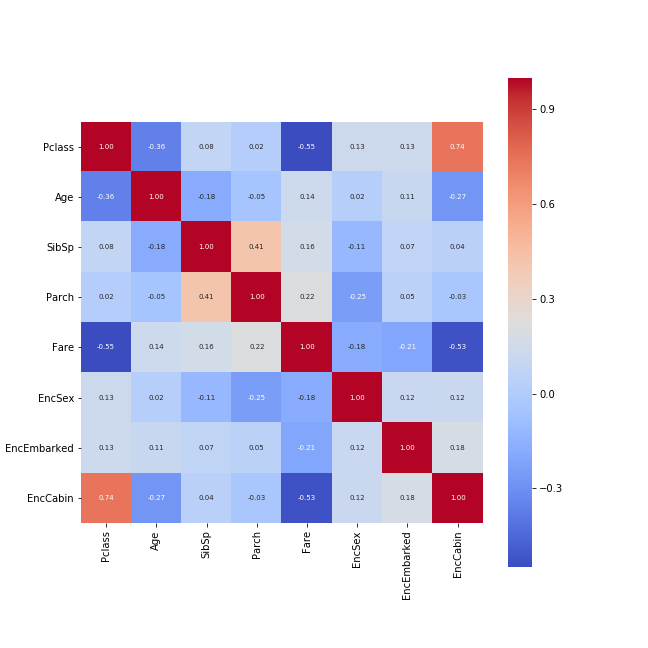 Pclass 1.00 -0.36 0.08 0.02 -0.55 0.13 0.13 0.74
Age -0.36 1.00 -0.18 -0.05 0.14 0.02 0.11 -0.27
SibSp 0.08 -0.18 1.00 0.41 0.16 -0.11 0.07 0.04
Parch 0.02 -0.05 0.41 1.00 0.22 -0.25 0.05 -0.03
Fare -0.55 0.14 0.16 0.22 1.00 -0.18 -0.21 -0.53
EncSex 0.13 0.02 -0.11 -0.25 -0.18 1.00 0.12 0.12
EncEmbarked 0.13 0.11 0.07 0.05 -0.21 0.12 1.00 0.18
EncCabin 0.74 -0.27 0.04 -0.03 -0.53 0.12 0.18 1.00
Pclass Age SibSp Parch Fare EncSex EncEmbarked EncCabin
0.9
0.6
0.3
0.0
−0.3